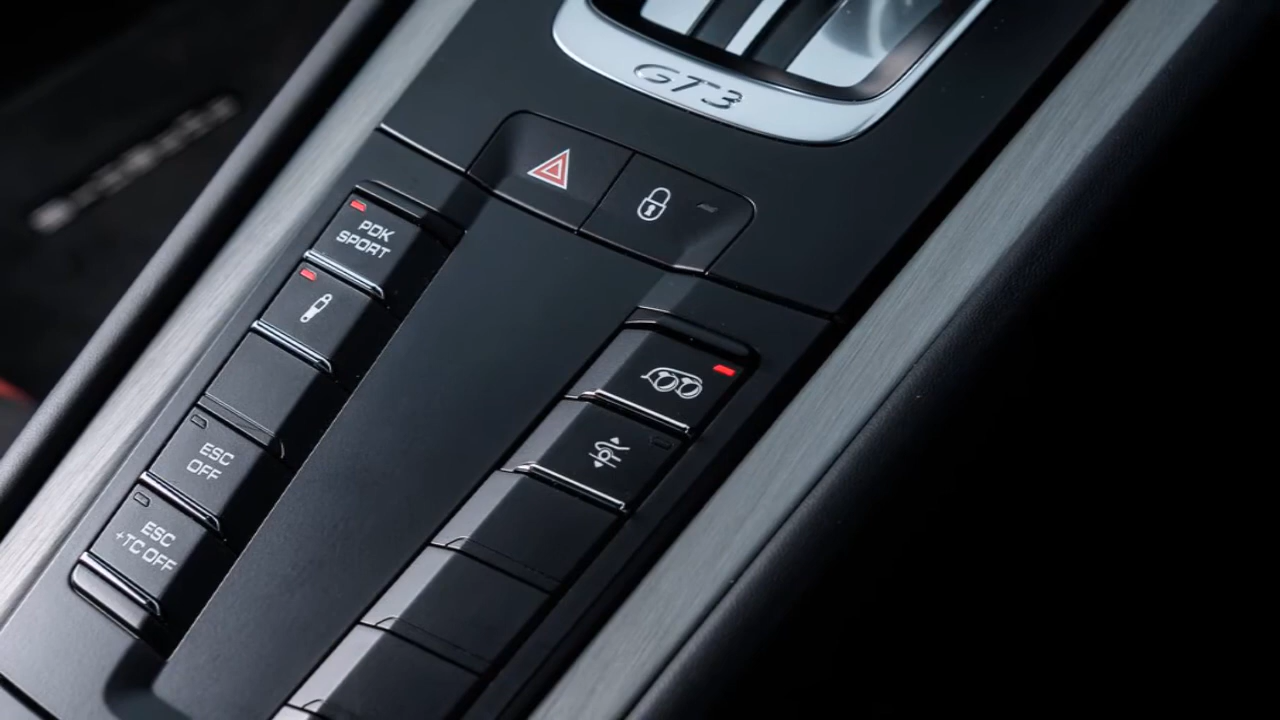 GT3
PDK
SPORT
ESC
OFF
ESC
+TC OFF